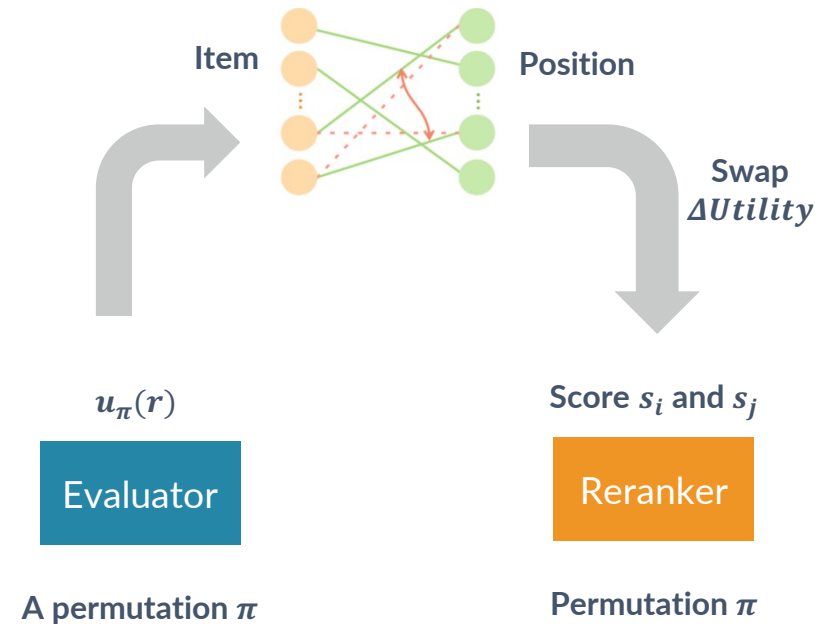 Item
Position
Swap
ΔUtility
u_π(r)
Evaluator
A permutation π
Score s_i and s_j
Reranker
Permutation π